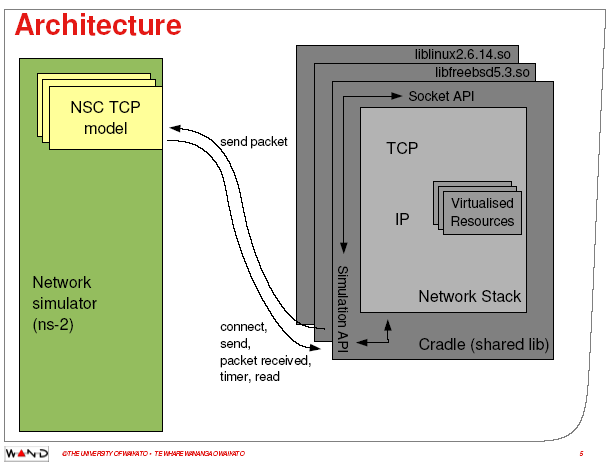 Architecture
liblinux2.6.14.so
libfreebsd5.3.so
Socket API
NSC TCP
model
send packet
TCP
Virtualised
Resources
IP
Simulation API
Network
simulator
(ns-2)
Network Stack
connect,
send,
packet received,
timer, read
Cradle (shared lib)
WAND
©THE UNIVERSITY OF WAIKATO • TE WHARE WANANGA O WAIKATO
5